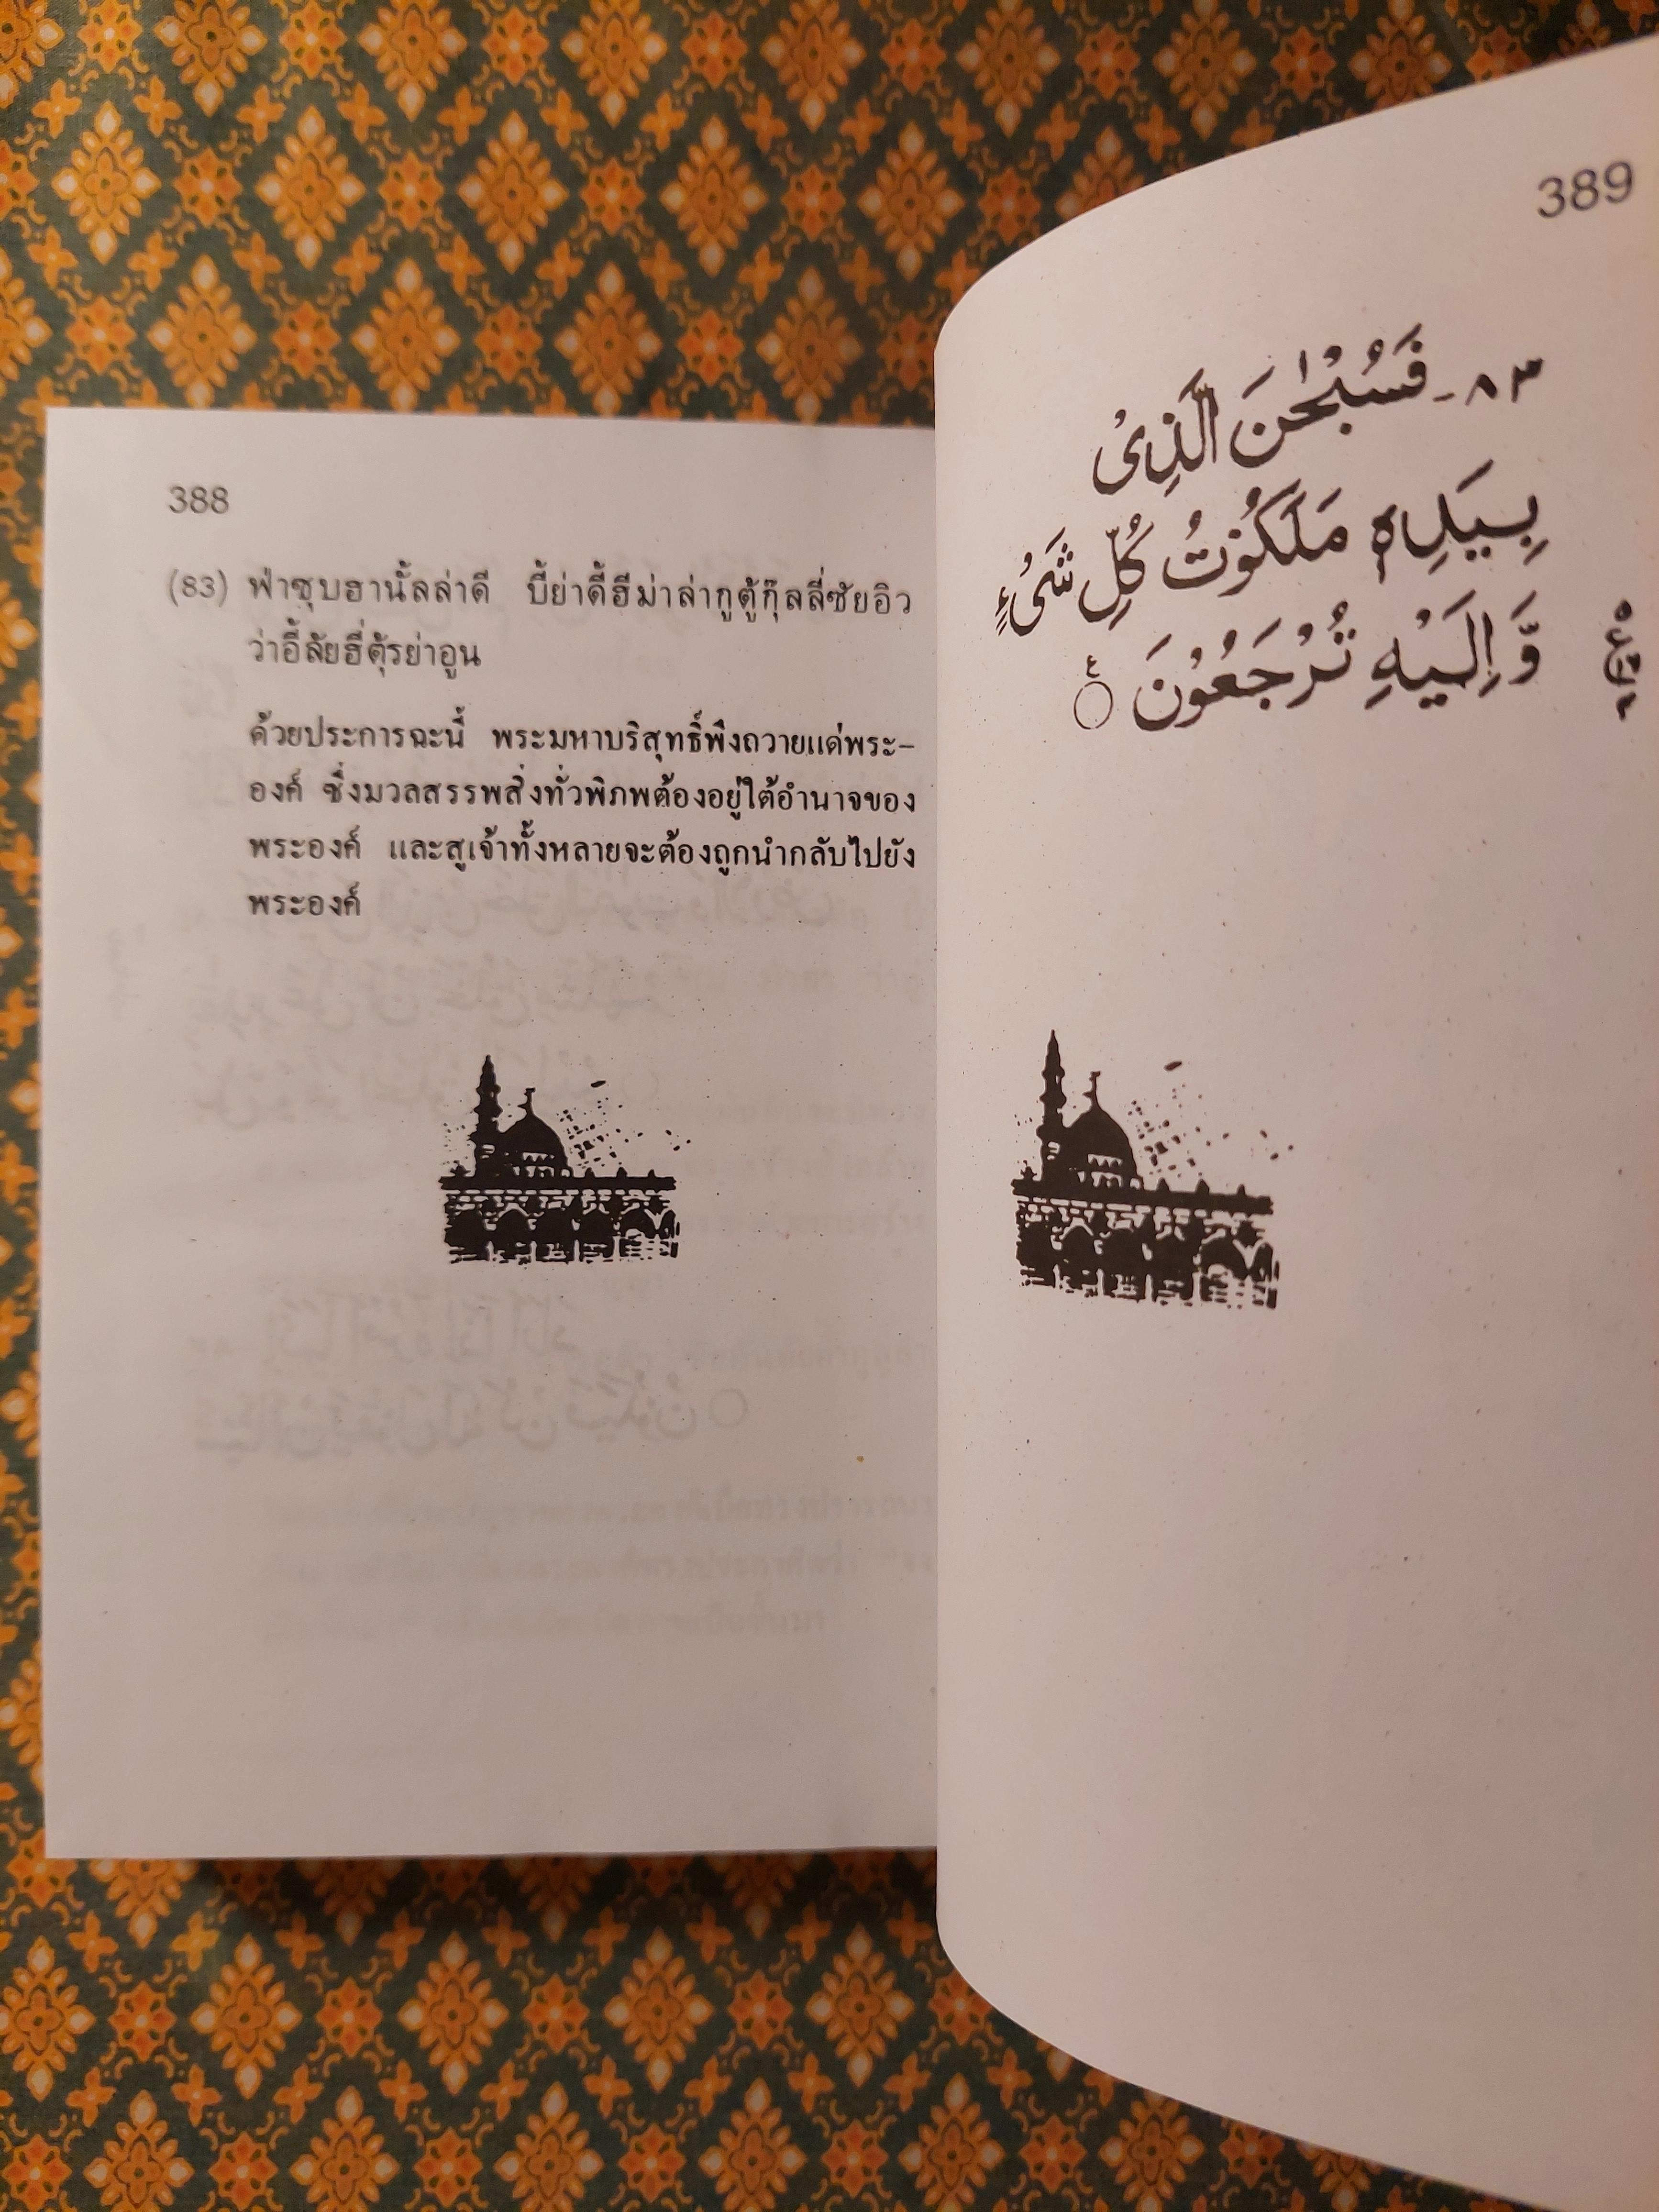 388
(83) ฟ่าซุบฮานั้ลล่าดี บี้ย่าดี้ฮีม่าล่ากูตู้กุ๊ลลี่ซัยอิว
ว่าอี้ลัยฮี่ตุ้รย่าอูน
ด้วยประการฉะนี้ พระมหาบริสุทธิ์พึงถวายแด่พระ-
องค์ ซึ่งมวลสรรพสิ่งทั่วพิภพต้องอยู่ใต้อำนาจของ
พระองค์ และสูเจ้าทั้งหลายจะต้องถูกนำกลับไปยัง
พระองค์
389
٨٣- فَسُبْحٰنَ الَّذِىْ
بِيَدِهٖ مَلَكُوْتُ كُلِّ شَىْءٍ
وَّاِلَيْهِ تُرْجَعُوْنَ